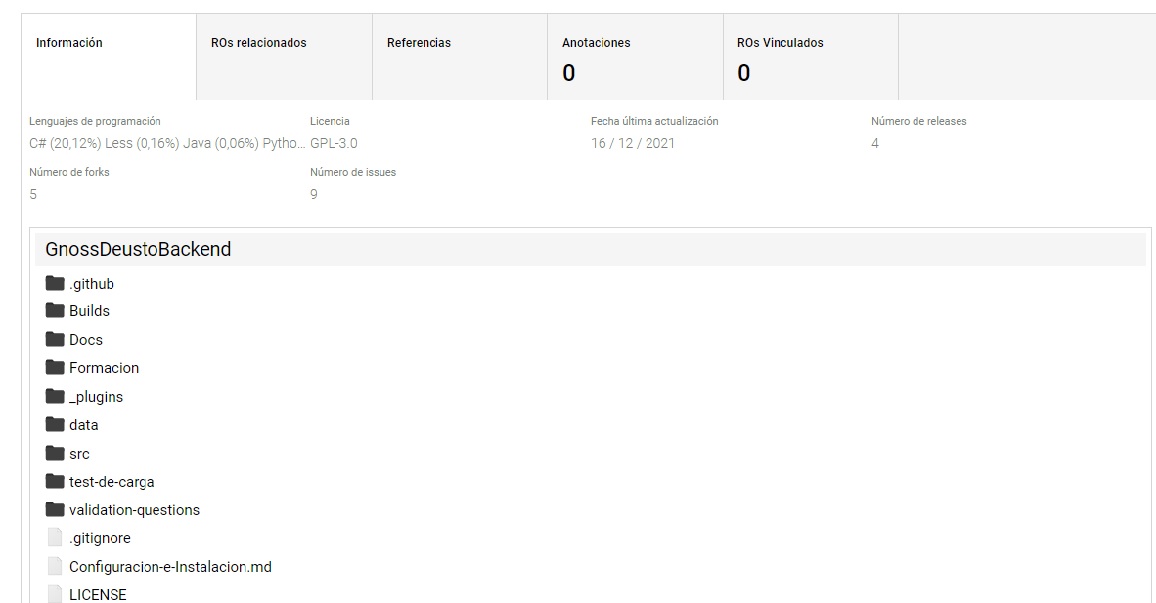 Información
ROs relacionados
Referencias
Anotaciones
0
ROs Vinculados
0
Lenguajes de programación
C# (20,12%) Less (0,16%) Java (0,06%) Pytho...
Licencia
GPL-3.0
Fecha última actualización
16 / 12 / 2021
Número de releases
4
Número de forks
5
Número de issues
9
GnossDeustoBackend
.github
Builds
Docs
Formacion
_plugins
data
src
test-de-carga
validation-questions
.gitignore
Configuracion-e-Instalacion.md
LICENSE